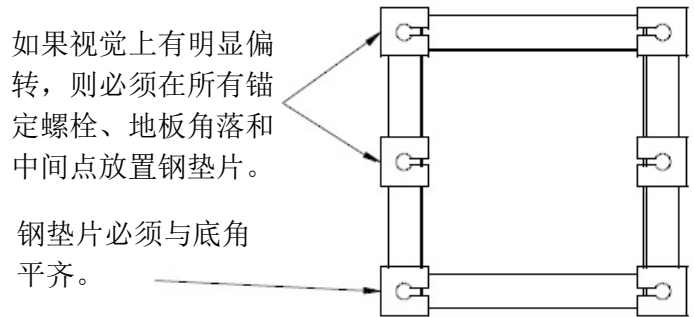 如果视觉上有明显偏
转，则必须在所有锚
定螺栓、地板角落和
中间点放置钢垫片。
钢垫片必须与底角
平齐。